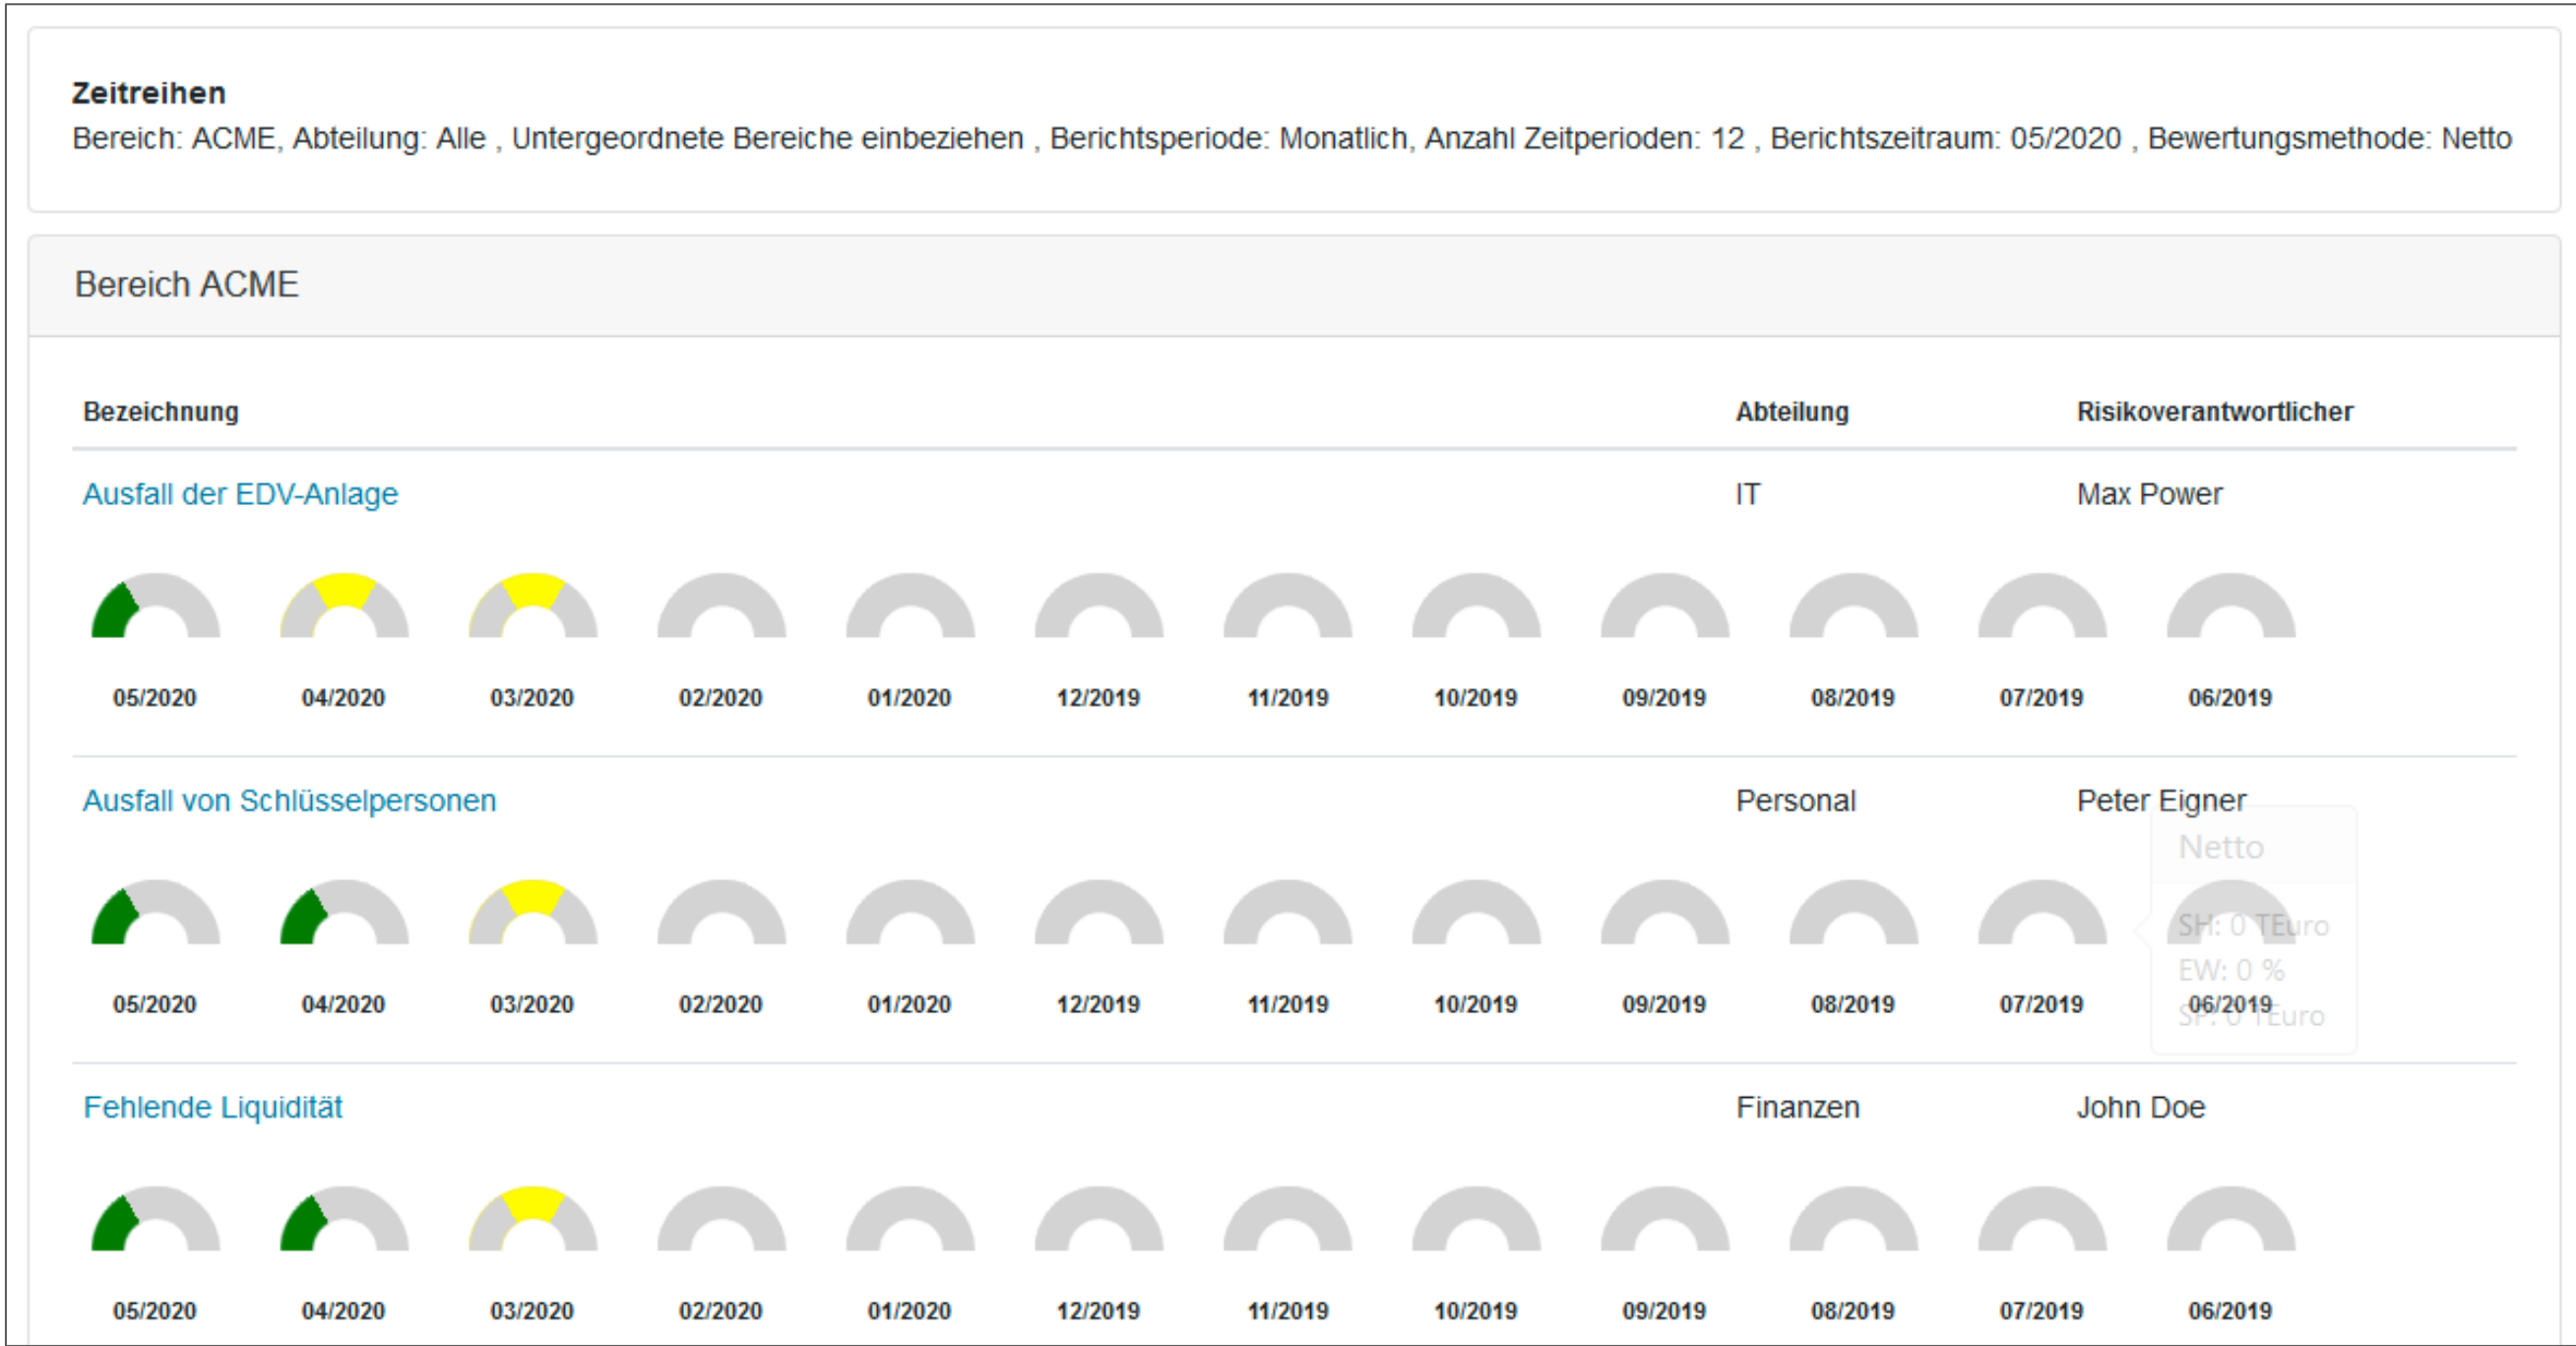 Zeitreihen
Bereich: ACME, Abteilung: Alle , Untergeordnete Bereiche einbeziehen , Berichtsperiode: Monatlich, Anzahl Zeitperioden: 12 , Berichtszeitraum: 05/2020 , Bewertungsmethode: Netto
Bereich ACME
Bezeichnung Abteilung Risikoverantwortlicher
Ausfall der EDV-Anlage IT Max Power
05/2020 04/2020 03/2020 02/2020 01/2020 12/2019 11/2019 10/2019 09/2019 08/2019 07/2019 06/2019
Ausfall von Schlüsselpersonen Personal Peter Eigner
Netto
SH: 0 TEuro
EW: 0 %
05/2020 04/2020 03/2020 02/2020 01/2020 12/2019 11/2019 10/2019 09/2019 08/2019 07/2019 06/2019
SP: 0 TEuro
Fehlende Liquidität Finanzen John Doe
05/2020 04/2020 03/2020 02/2020 01/2020 12/2019 11/2019 10/2019 09/2019 08/2019 07/2019 06/2019